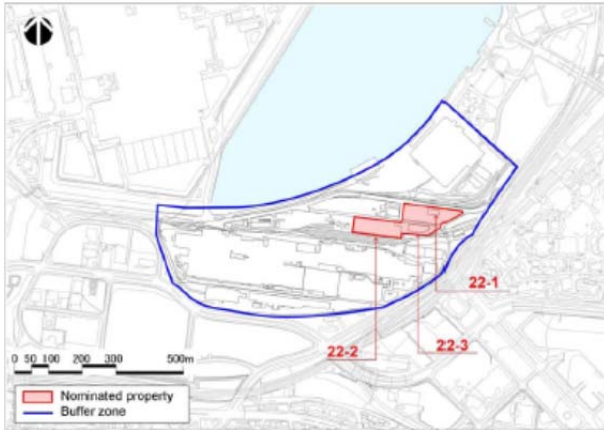 22-1
22-3
22-2
0 50 100 200 300 500m
Nominated property
Buffer zone